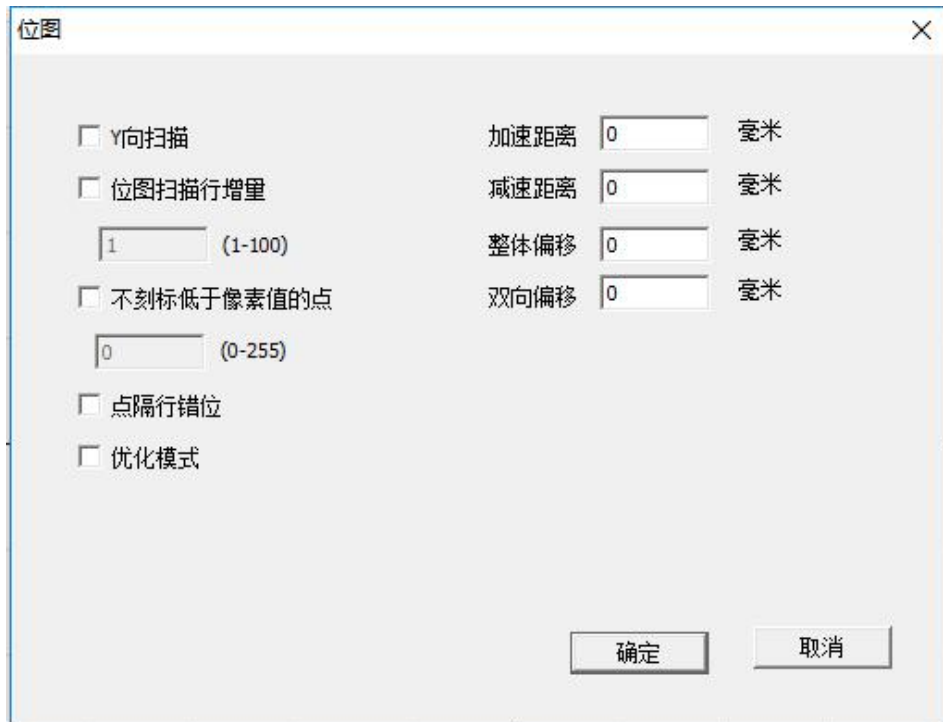 位图
Y向扫描
位图扫描行增量
1 (1-100)
不刻标低于像素值的点
0 (0-255)
点隔行错位
优化模式
加速距离 0 毫米
减速距离 0 毫米
整体偏移 0 毫米
双向偏移 0 毫米
确定 取消